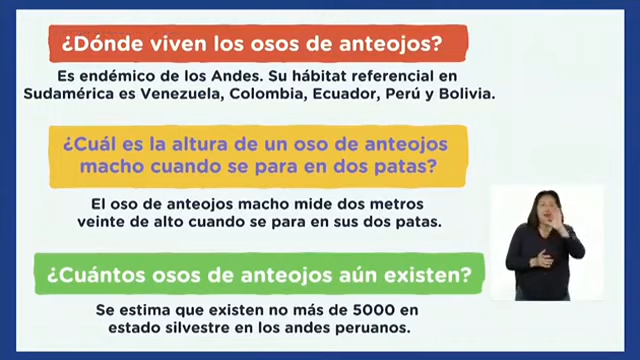 ¿Dónde viven los osos de anteojos?
Es endémico de los Andes. Su hábitat referencial en
Sudamérica es Venezuela, Colombia, Ecuador, Perú y Bolivia.
¿Cuál es la altura de un oso de anteojos
macho cuando se para en dos patas?
El oso de anteojos macho mide dos metros
veinte de alto cuando se para en sus dos patas.
¿Cuántos osos de anteojos aún existen?
Se estima que existen no más de 5000 en
estado silvestre en los andes peruanos.